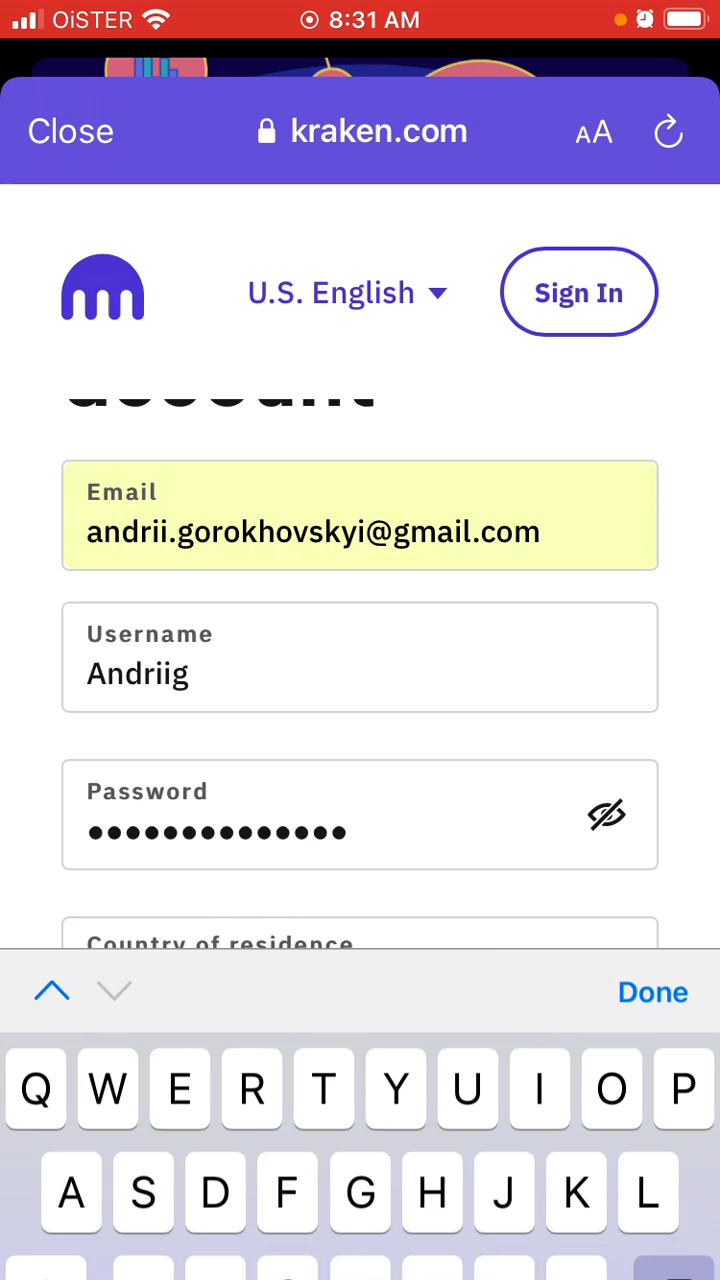 OiSTER 8:31 AM
Close kraken.com AA
U.S. English Sign In
account
Email
andrii.gorokhovskyi@gmail.com
Username
Andriig
Password
Country of residence
Done
Q W E R T Y U I O P
A S D F G H J K L